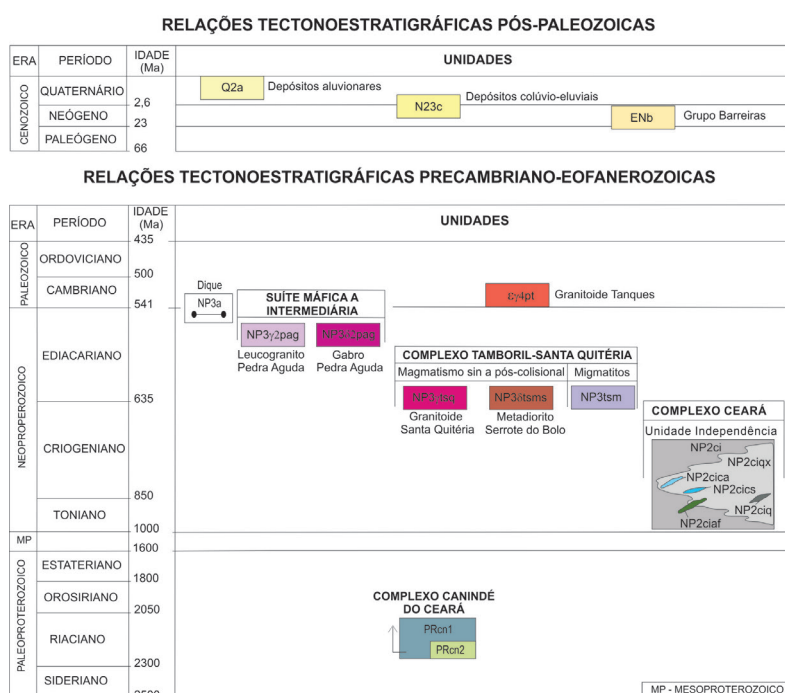 RELAÇÕES TECTONOESTRATIGRÁFICAS PÓS-PALEOZOICAS
ERA PERÍODO IDADE (Ma) UNIDADES
CENOZOICO
QUATERNÁRIO
2,6
NEÓGENO
23
PALEÓGENO
66
Q2a Depósitos aluvionares
N23c Depósitos colúvio-eluviais
ENb Grupo Barreiras
RELAÇÕES TECTONOESTRATIGRÁFICAS PRECAMBRIANO-EOFANEROZOICAS
ERA PERÍODO IDADE (Ma) UNIDADES
435
PALEOZOICO
ORDOVICIANO
500
CAMBRIANO
541
Dique
NP3a
SUÍTE MÁFICA A
INTERMEDIÁRIA
NP3γ2pag
Leucogranito
Pedra Aguda
Gabro
Pedra Aguda
Granitoide Tanques
NEOPROPEROZOICO
EDIACARIANO
635
COMPLEXO TAMBORIL-SANTA QUITÉRIA
Magmatismo sin a pós-colisional Migmatitos
Granitoide
Santa Quitéria
NP3δtsms
Metadiorito
Serrote do Bolo
NP3tsm
CRIOGENIANO
850
TONIANO
1000
COMPLEXO CEARÁ
Unidade Independência
NP2ci
NP2ciqx
NP2cica
NP2cics
NP2ciq
NP2ciaf
MP
1600
PALEOPROTEROZOICO
ESTATERIANO
1800
OROSIRIANO
2050
RIACIANO
2300
SIDERIANO
COMPLEXO CANINDÉ
DO CEARÁ
PRcn1
PRcn2
MP - MESOPROTEROZOICO